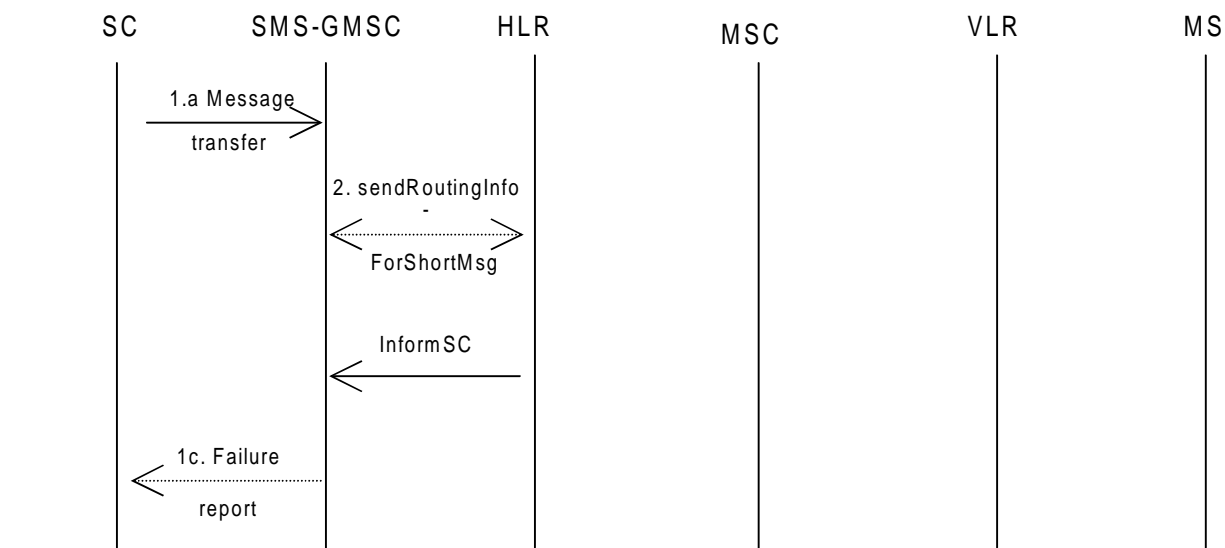 SC SMS-GMSC HLR MSC VLR MS
1.a Message
transfer
2. sendRoutingInfo
-
ForShortMsg
InformSC
1c. Failure
report